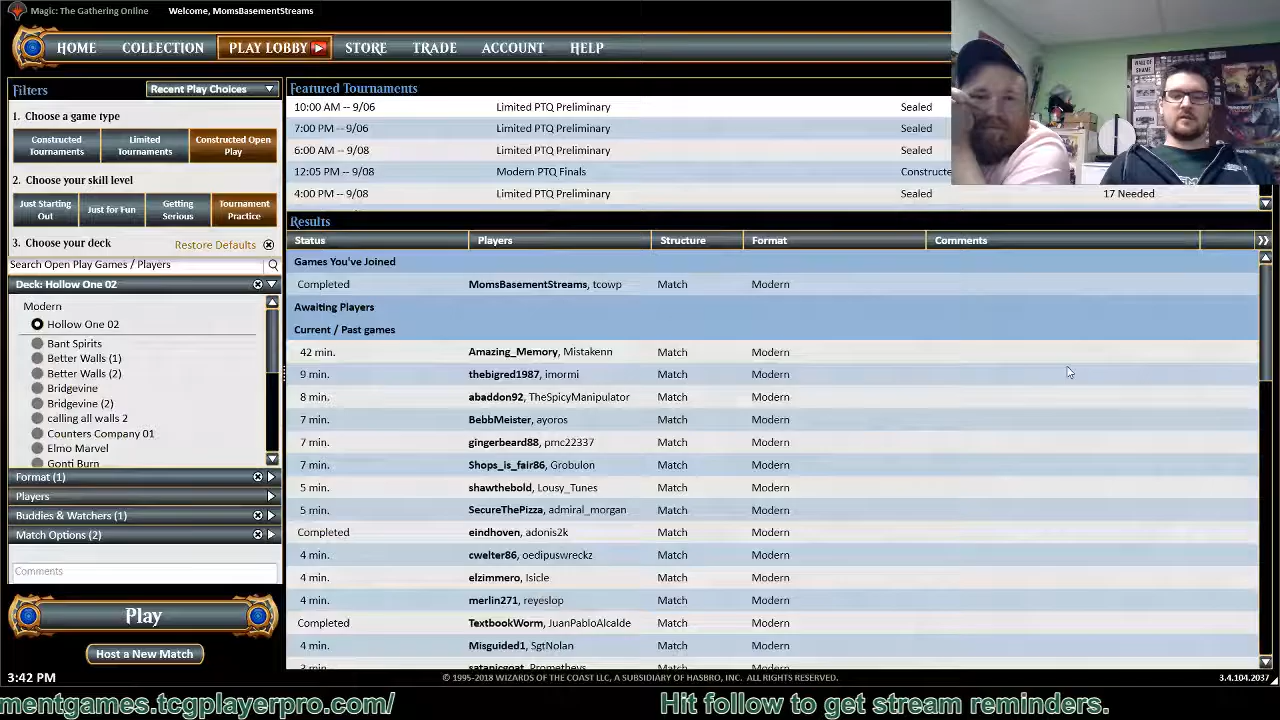 Magic: The Gathering Online Welcome, MomsBasementStreams
HOME COLLECTION PLAY LOBBY STORE TRADE ACCOUNT HELP
Filters Recent Play Choices
1. Choose a game type
Constructed Tournaments Limited Tournaments Constructed Open Play
2. Choose your skill level
Just Starting Out Just for Fun Getting Serious Tournament Practice
3. Choose your deck Restore Defaults
Search Open Play Games / Players
Deck: Hollow One 02
Modern
Hollow One 02
Bant Spirits
Better Walls (1)
Better Walls (2)
Bridgevine
Bridgevine (2)
calling all walls 2
Counters Company 01
Elmo Marvel
Gonti Burn
Format (1)
Players
Buddies & Watchers (1)
Match Options (2)
Comments
Play
Host a New Match
3:42 PM
Featured Tournaments
10:00 AM -- 9/06 Limited PTQ Preliminary Sealed
7:00 PM -- 9/06 Limited PTQ Preliminary Sealed
6:00 AM -- 9/08 Limited PTQ Preliminary Sealed
12:05 PM -- 9/08 Modern PTQ Finals Constructe
4:00 PM -- 9/08 Limited PTQ Preliminary Sealed 17 Needed
Results
Status Players Structure Format Comments
Games You've Joined
Completed MomsBasementStreams, tcowp Match Modern
Awaiting Players
Current / Past games
42 min. Amazing_Memory, Mistakenn Match Modern
9 min. thebigred1987, imormi Match Modern
8 min. abaddon92, TheSpicyManipulator Match Modern
7 min. BebbMeister, ayoros Match Modern
7 min. gingerbeard88, pmc22337 Match Modern
7 min. Shops_is_fair86, Grobulon Match Modern
5 min. shawthebold, Lousy_Tunes Match Modern
5 min. SecureThePizza, admiral_morgan Match Modern
Completed eindhoven, adonis2k Match Modern
4 min. cwelter86, oedipuswreckz Match Modern
4 min. elzimmero, Isicle Match Modern
4 min. merlin271, reyeslop Match Modern
Completed TextbookWorm, JuanPabloAlcalde Match Modern
4 min. Misguided1, SgtNolan Match Modern
3 min. satanicgoat, Prometheys Match Modern
© 1995-2018 WIZARDS OF THE COAST LLC, A SUBSIDIARY OF HASBRO, INC. ALL RIGHTS RESERVED. 3.4.104.2037
mentgames.tcgplayerpro.com/ Hit follow to get stream reminders.